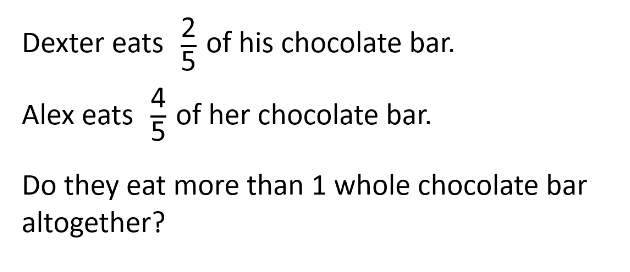 Dexter eats 2/5 of his chocolate bar.
Alex eats 4/5 of her chocolate bar.
Do they eat more than 1 whole chocolate bar
altogether?